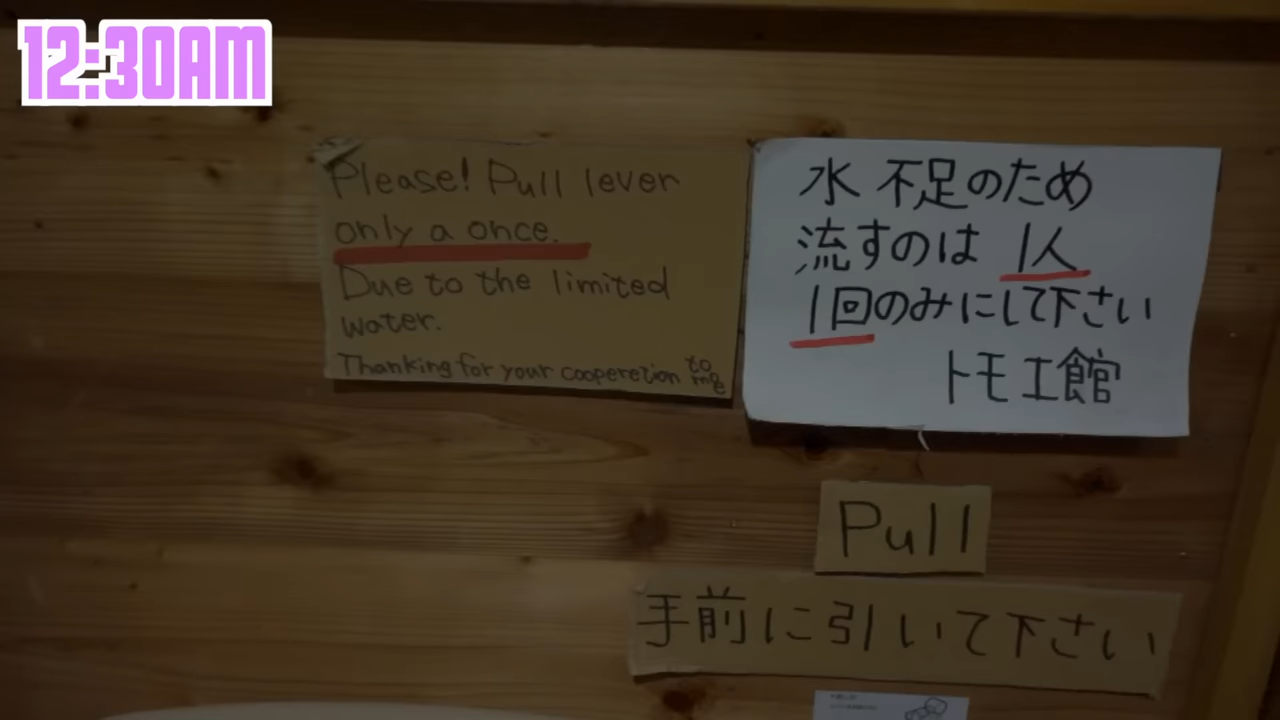 12:30AM
Please! Pull lever
only a once.
Due to the limited
water.
Thanking for your cooperetion to me
水 不足のため
流すのは 1人
1回のみにして下さい
トモエ館
Pull
手前に引いて下さい